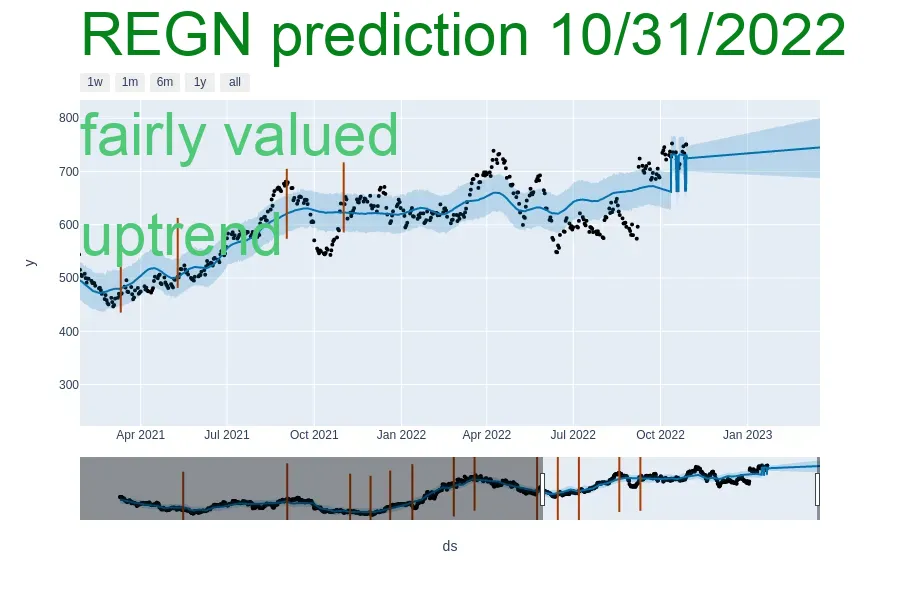 REGN prediction 10/31/2022
1w 1m 6m 1y all
fairly valued
uptrend
800
700
600
500
400
300
y
Apr 2021 Jul 2021 Oct 2021 Jan 2022 Apr 2022 Jul 2022 Oct 2022 Jan 2023
ds